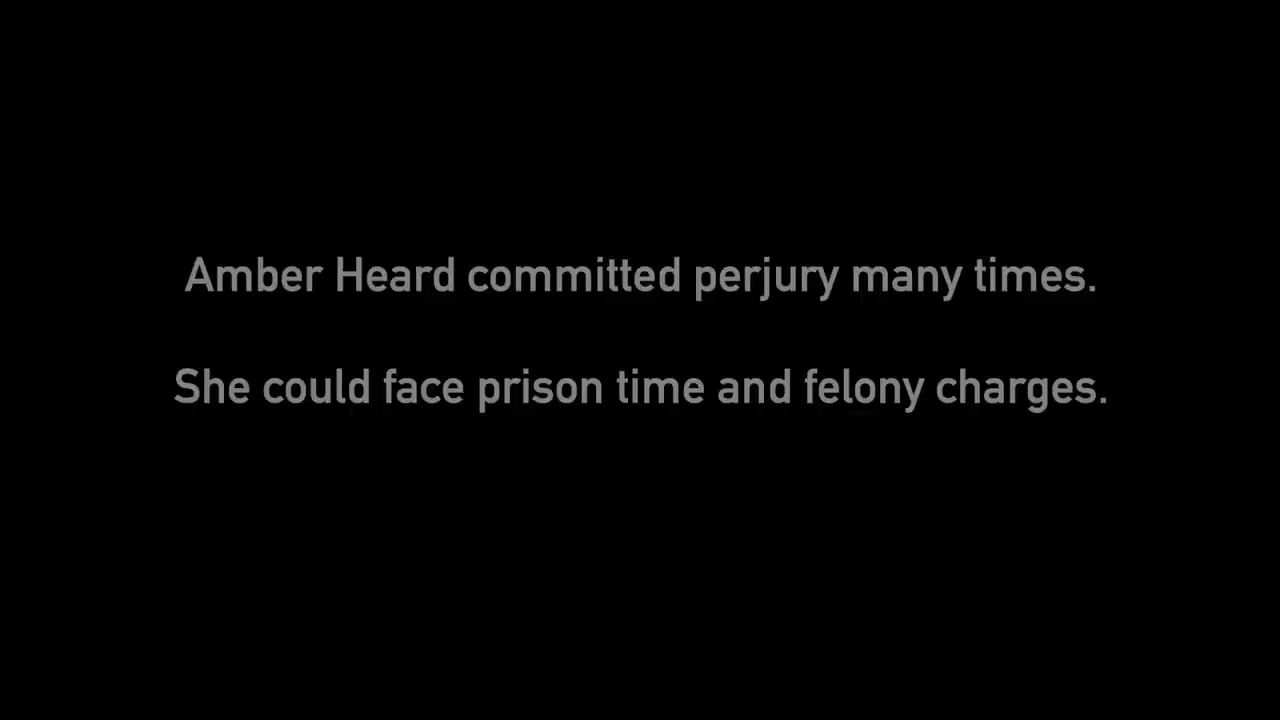 Amber Heard committed perjury many times.
She could face prison time and felony charges.